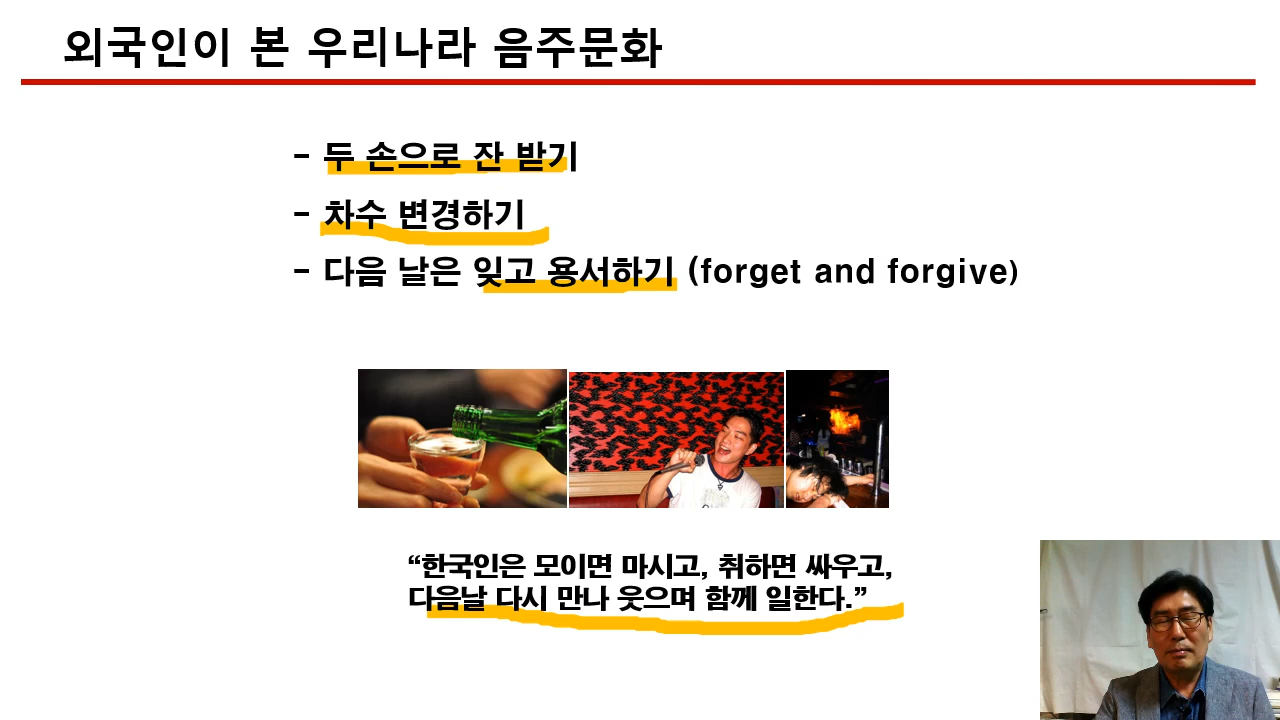 외국인이 본 우리나라 음주문화
- 두 손으로 잔 받기
- 차수 변경하기
- 다음 날은 잊고 용서하기 (forget and forgive)
“한국인은 모이면 마시고, 취하면 싸우고,
다음날 다시 만나 웃으며 함께 일한다.”